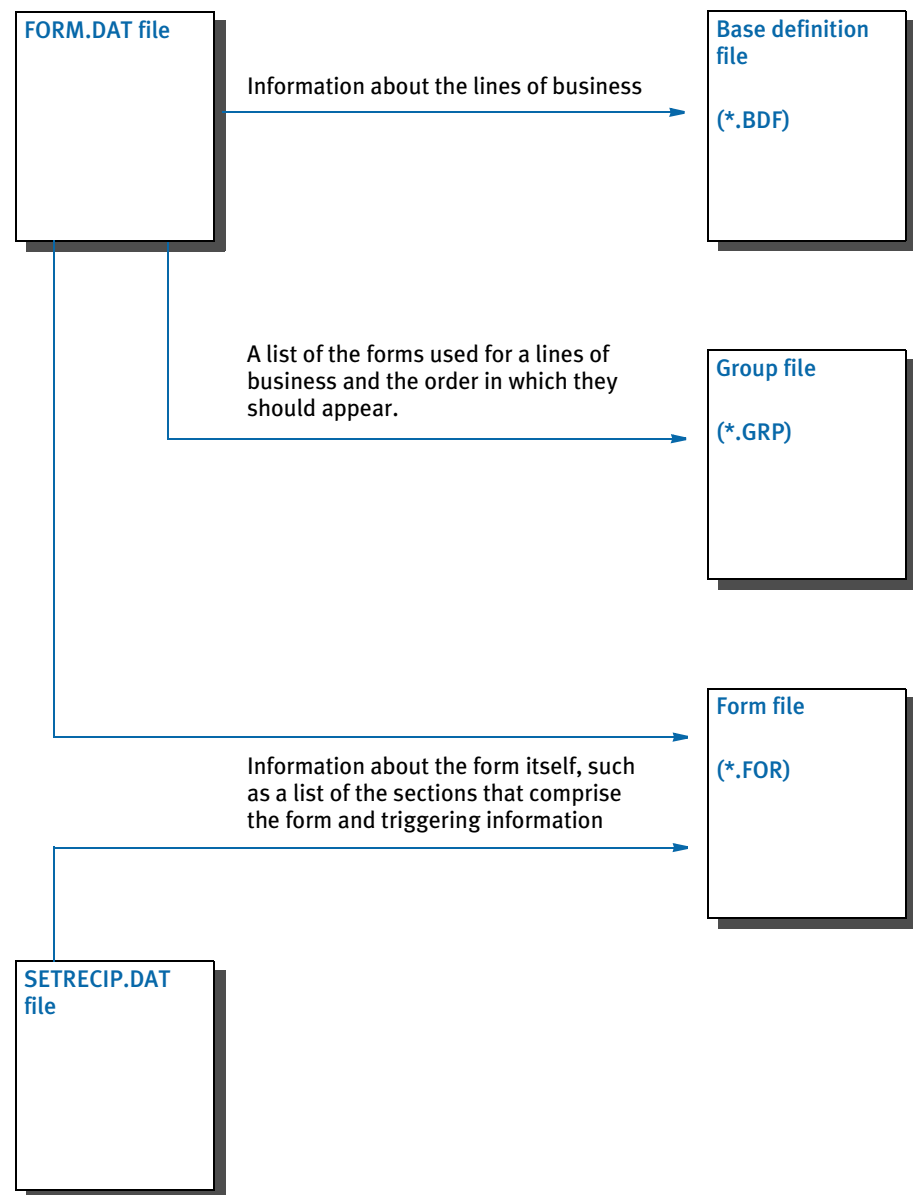 FORM.DAT file
Base definition
file
(*.BDF)
Information about the lines of business
A list of the forms used for a lines of
business and the order in which they
should appear.
Group file
(*.GRP)
Form file
(*.FOR)
Information about the form itself, such
as a list of the sections that comprise
the form and triggering information
SETRECIP.DAT
file